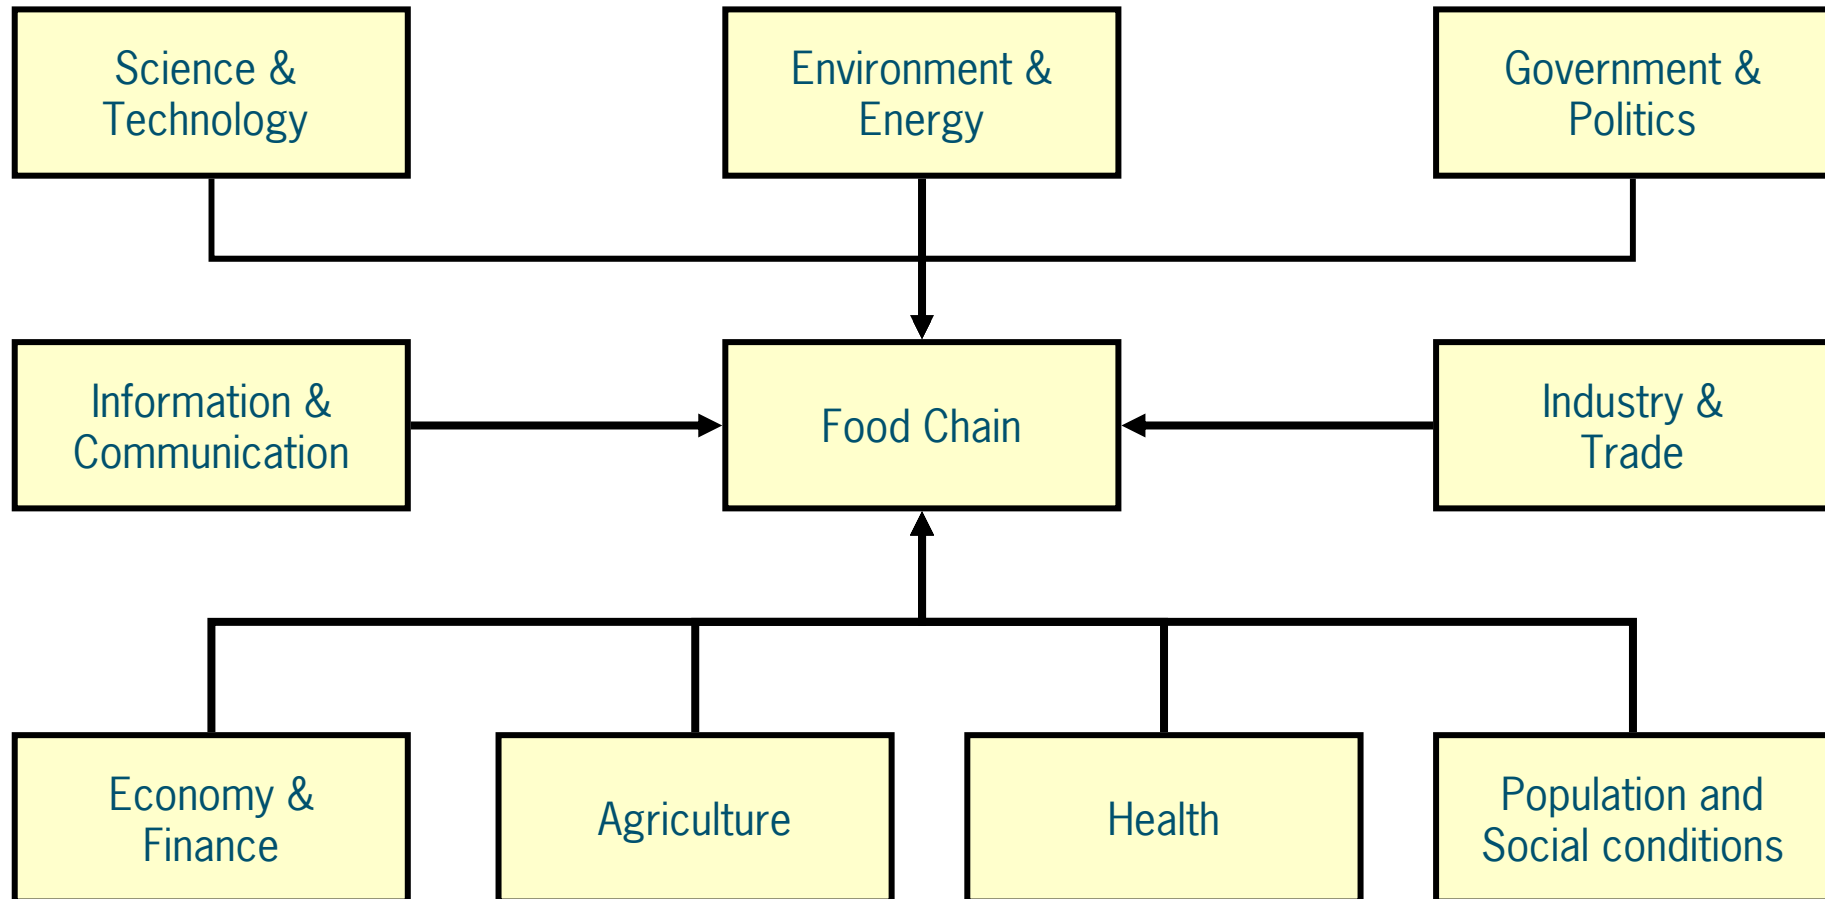 Science &
Technology
Environment &
Energy
Government &
Politics
Information &
Communication
Food Chain
Industry &
Trade
Economy &
Finance
Agriculture
Health
Population and
Social conditions